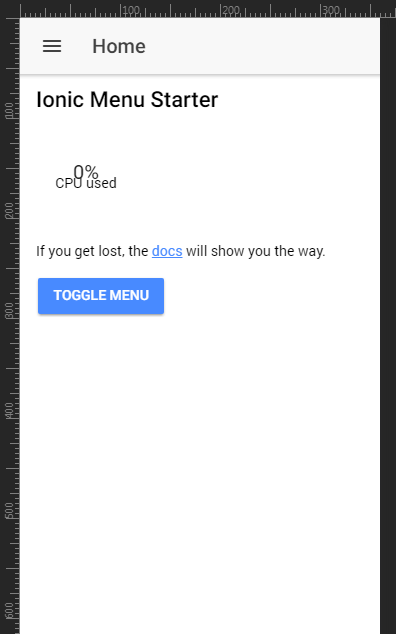 100 200 300
Home
Ionic Menu Starter
100
0%
CPU used
200
If you get lost, the docs will show you the way.
TOGGLE MENU
300
400
500
600